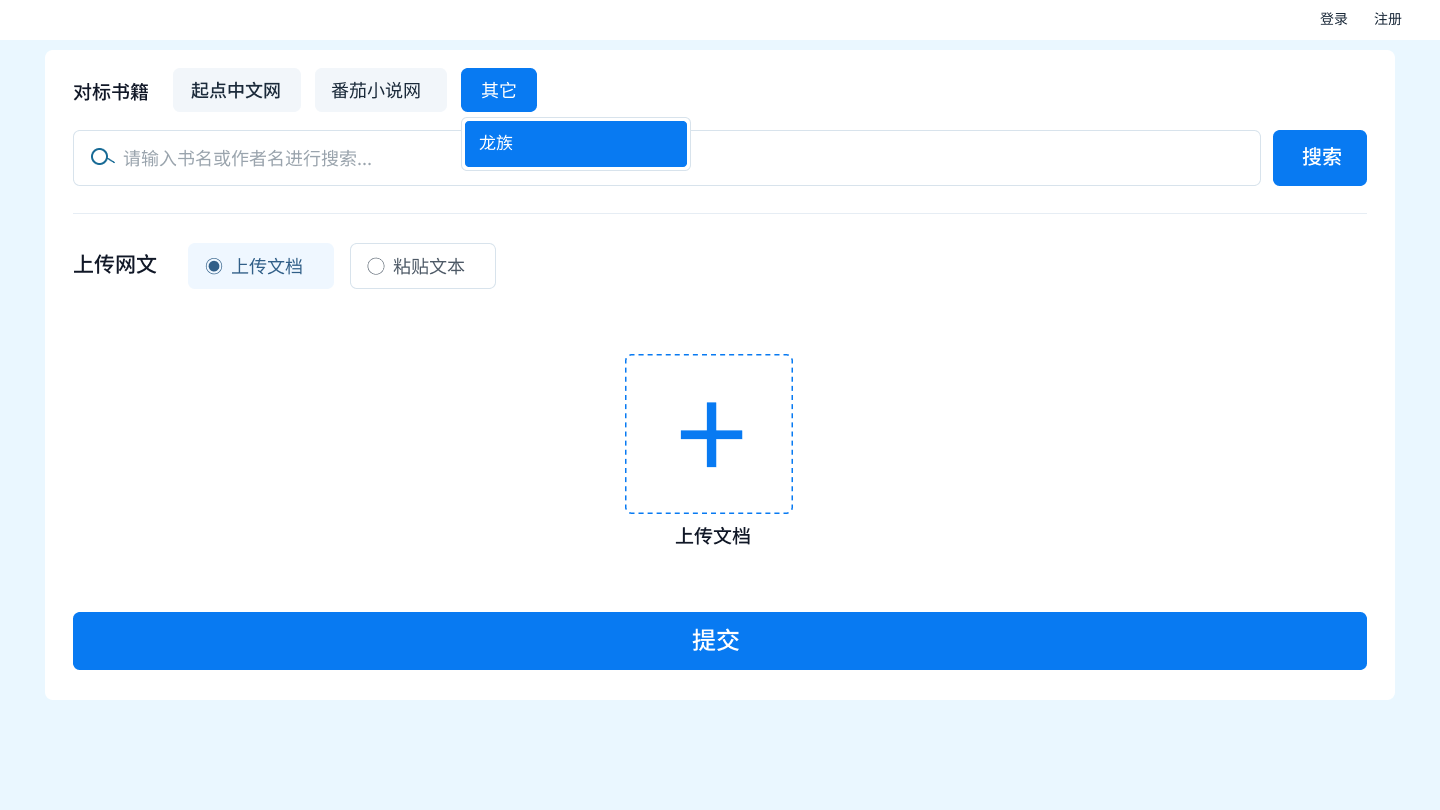 登录 注册
对标书籍 起点中文网 番茄小说网 其它
龙族
请输入书名或作者名进行搜索... 搜索
上传网文 上传文档 粘贴文本
上传文档
提交